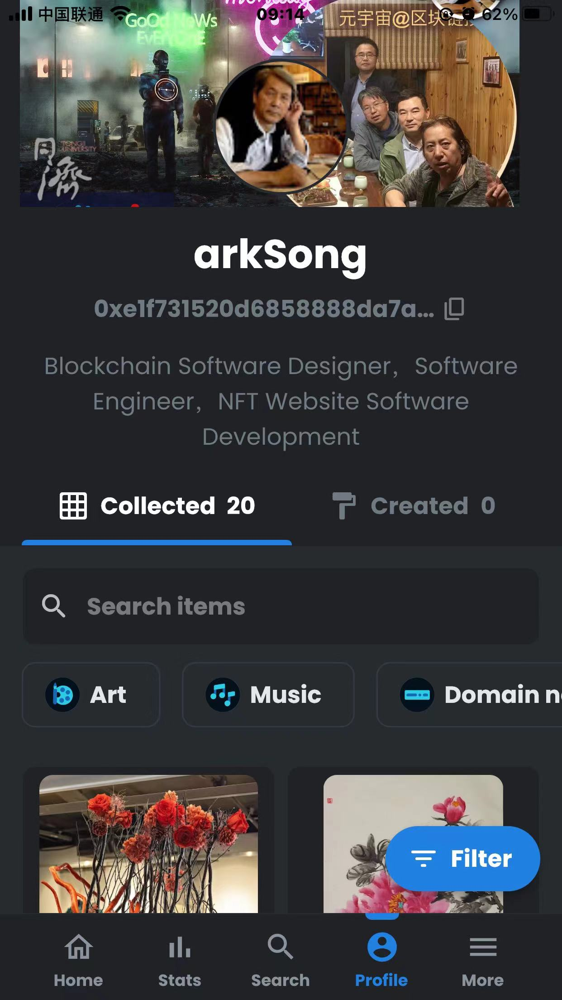 中国联通
09:14
62%
GoOd NeWs
EvErYOnE
元宇宙@区块链
同济
TONGJI
UNIVERSITY
arkSong
0xe1f731520d6858888da7a...
Blockchain Software Designer，Software
Engineer，NFT Website Software
Development
Collected 20
Created 0
Search items
Art
Music
Domain n
Filter
Home
Stats
Search
Profile
More